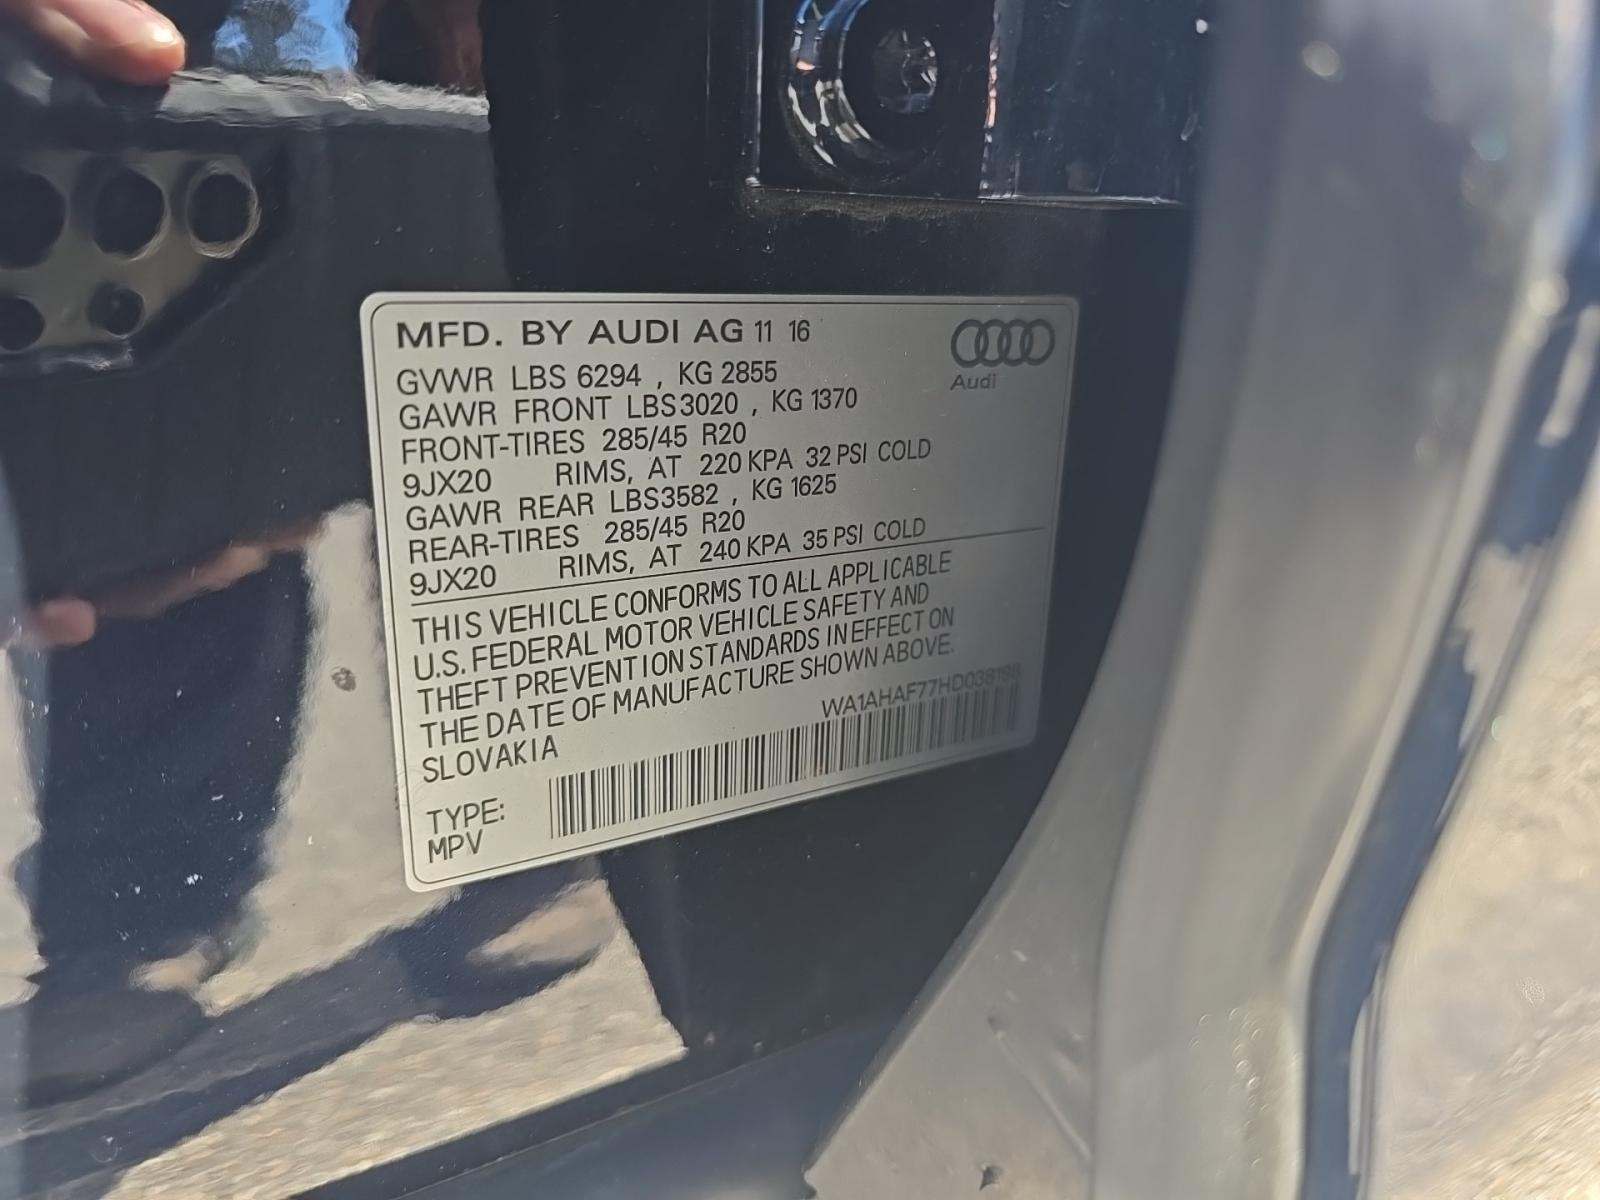 MFD. BY AUDI AG 11 16
Audi
GVWR LBS 6294 , KG 2855
GAWR FRONT LBS3020 , KG 1370
FRONT-TIRES 285/45 R20
9JX20 RIMS, AT 220 KPA 32 PSI COLD
GAWR REAR LBS3582 , KG 1625
REAR-TIRES 285/45 R20
9JX20 RIMS, AT 240 KPA 35 PSI COLD
THIS VEHICLE CONFORMS TO ALL APPLICABLE
U.S. FEDERAL MOTOR VEHICLE SAFETY AND
THEFT PREVENTION STANDARDS IN EFFECT ON
THE DATE OF MANUFACTURE SHOWN ABOVE.
SLOVAKIA
TYPE:
MPV